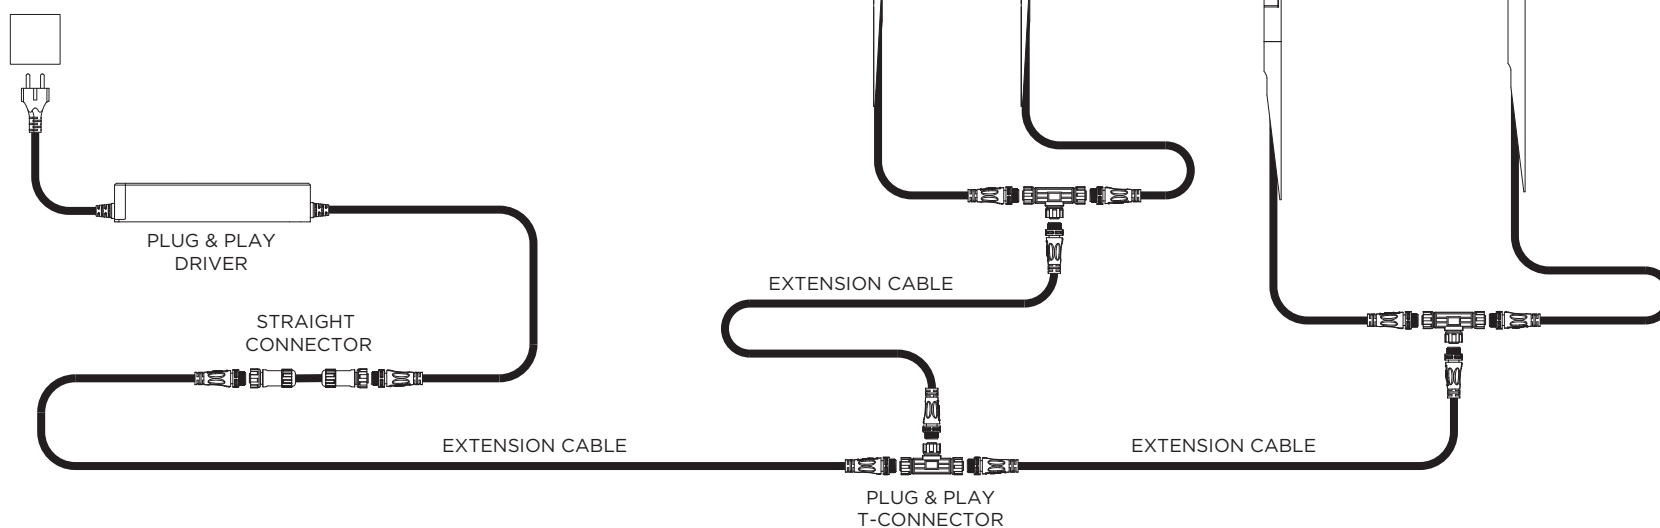 PLUG & PLAY
DRIVER
EXTENSION CABLE
STRAIGHT
CONNECTOR
EXTENSION CABLE
EXTENSION CABLE
PLUG & PLAY
T-CONNECTOR